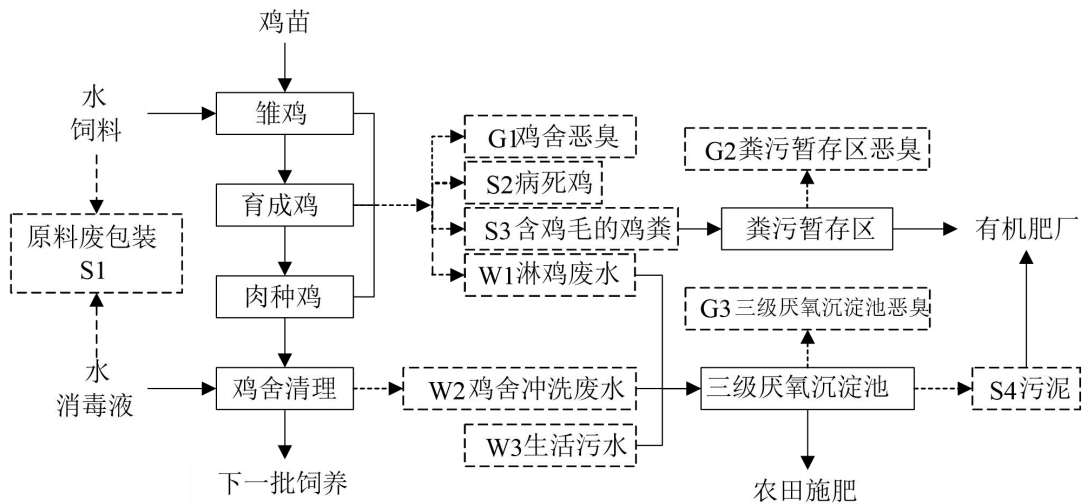 鸡苗
水
饲料
雏鸡
G1鸡舍恶臭
G2粪污暂存区恶臭
S2病死鸡
育成鸡
S3含鸡毛的鸡粪
粪污暂存区
有机肥厂
原料废包装
S1
W1淋鸡废水
肉种鸡
G3三级厌氧沉淀池恶臭
水
消毒液
鸡舍清理
W2鸡舍冲洗废水
三级厌氧沉淀池
S4污泥
W3生活污水
下一批饲养
农田施肥